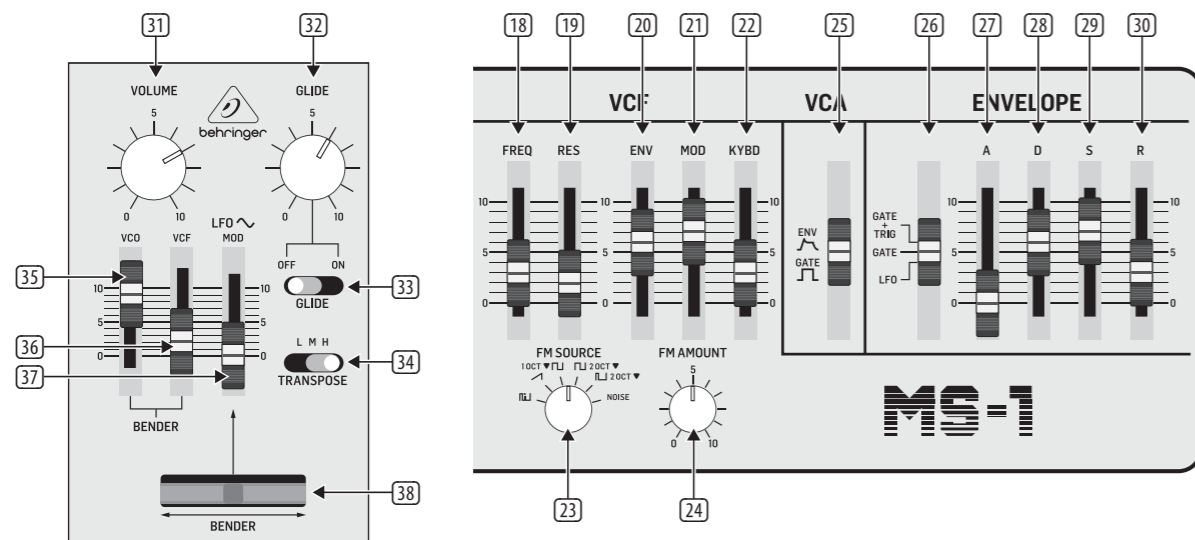 31 32
VOLUME GLIDE
5 5
behringer
0 10 0 10
LFO
VCO VCF MOD
OFF ON
35
10 10
33
GLIDE
5 5
36
L M H
34
0 0
37
TRANSPOSE
BENDER
38
BENDER
18 19 20 21 22 25 26 27 28 29 30
VCF VCA ENVELOPE
FREQ RES ENV MOD KYBD A D S R
10 10 10 10
GATE
+
TRIG
ENV
5 5 5 5
GATE
GATE
LFO
0 0 0 0
FM SOURCE FM AMOUNT
1 OCT ▼ 2 OCT ▼
2 OCT ▼
5
NOISE
0 10
MS-1
23 24